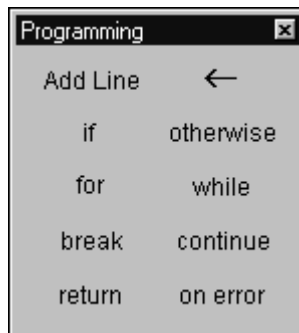 Programming
Add Line ←
if otherwise
for while
break continue
return on error